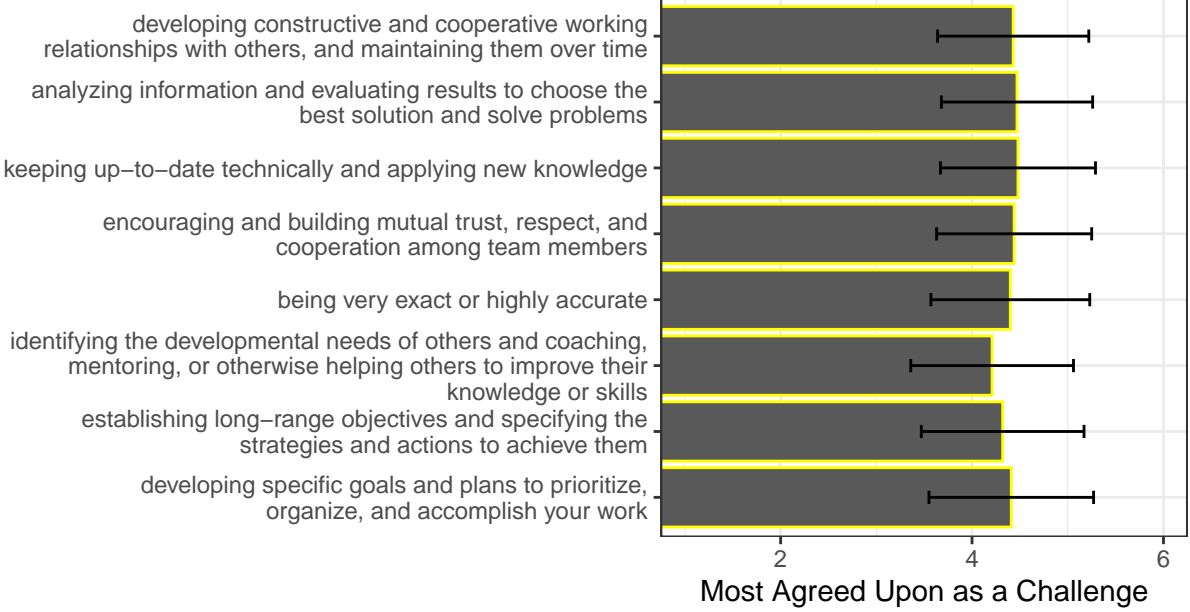 developing constructive and cooperative working
relationships with others, and maintaining them over time
analyzing information and evaluating results to choose the
best solution and solve problems
keeping up−to−date technically and applying new knowledge
encouraging and building mutual trust, respect, and
cooperation among team members
being very exact or highly accurate
identifying the developmental needs of others and coaching,
mentoring, or otherwise helping others to improve their
knowledge or skills
establishing long−range objectives and specifying the
strategies and actions to achieve them
developing specific goals and plans to prioritize,
organize, and accomplish your work
2 4 6
Most Agreed Upon as a Challenge